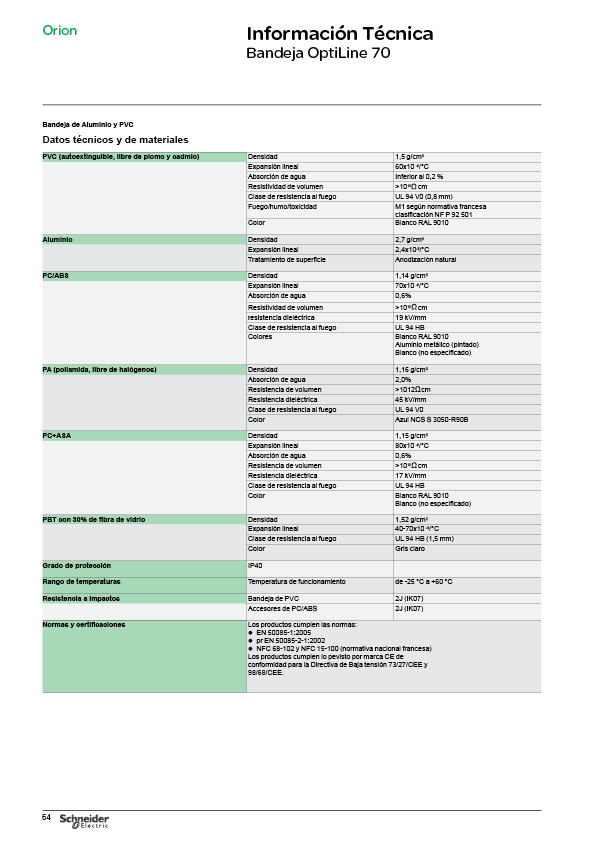 Orion
Información Técnica
Bandeja OptiLine 70
Bandeja de Aluminio y PVC
Datos técnicos y de materiales
PVC (autoextinguible, libre de plomo y cadmio) Densidad 1,5 g/cm³
Expansión lineal 60x10⁻⁶/°C
Absorción de agua Inferior al 0,2 %
Resistividad de volumen >10¹⁰Ω cm
Clase de resistencia al fuego UL 94 V0 (0,8 mm)
Fuego/humo/toxicidad M1 según normativa francesa
clasificación NF P 92 501
Color Blanco RAL 9010
Aluminio Densidad 2,7 g/cm³
Expansión lineal 2,4x10⁻⁵/°C
Tratamiento de superficie Anodización natural
PC/ABS Densidad 1,14 g/cm³
Expansión lineal 70x10⁻⁶/°C
Absorción de agua 0,6%
Resistividad de volumen >10¹⁰Ω cm
resistencia dieléctrica 19 kV/mm
Clase de resistencia al fuego UL 94 HB
Colores Blanco RAL 9010
Aluminio metálico (pintado)
Blanco (no especificado)
PA (poliamida, libre de halógenos) Densidad 1,16 g/cm³
Absorción de agua 2,0%
Resistencia de volumen >1012Ω cm
Resistencia dieléctrica 45 kV/mm
Clase de resistencia al fuego UL 94 V0
Color Azul NCS S 3050-R90B
PC+ASA Densidad 1,15 g/cm³
Expansión lineal 80x10⁻⁶/°C
Absorción de agua 0,6%
Resistencia de volumen >10¹⁰Ω cm
Resistencia dieléctrica 17 kV/mm
Clase de resistencia al fuego UL 94 HB
Color Blanco RAL 9010
Blanco (no especificado)
PBT con 30% de fibra de vidrio Densidad 1,52 g/cm³
Expansión lineal 40-70x10⁻⁶/°C
Clase de resistencia al fuego UL 94 HB (1,5 mm)
Color Gris claro
Grado de protección IP40
Rango de temperaturas Temperatura de funcionamiento de -25 °C a +60 °C
Resistencia a impactos Bandeja de PVC 2J (IK07)
Accesores de PC/ABS 2J (IK07)
Normas y certificaciones Los productos cumplen las normas:
● EN 50085-1:2005
● pr EN 50085-2-1:2002
● NFC 68-102 y NFC 15-100 (normativa nacional francesa)
Los productos cumplen lo pevisto por marca CE de
conformidad para la Directiva de Baja tensión 73/27/CEE y
98/68/CEE.
64 Schneider
Electric